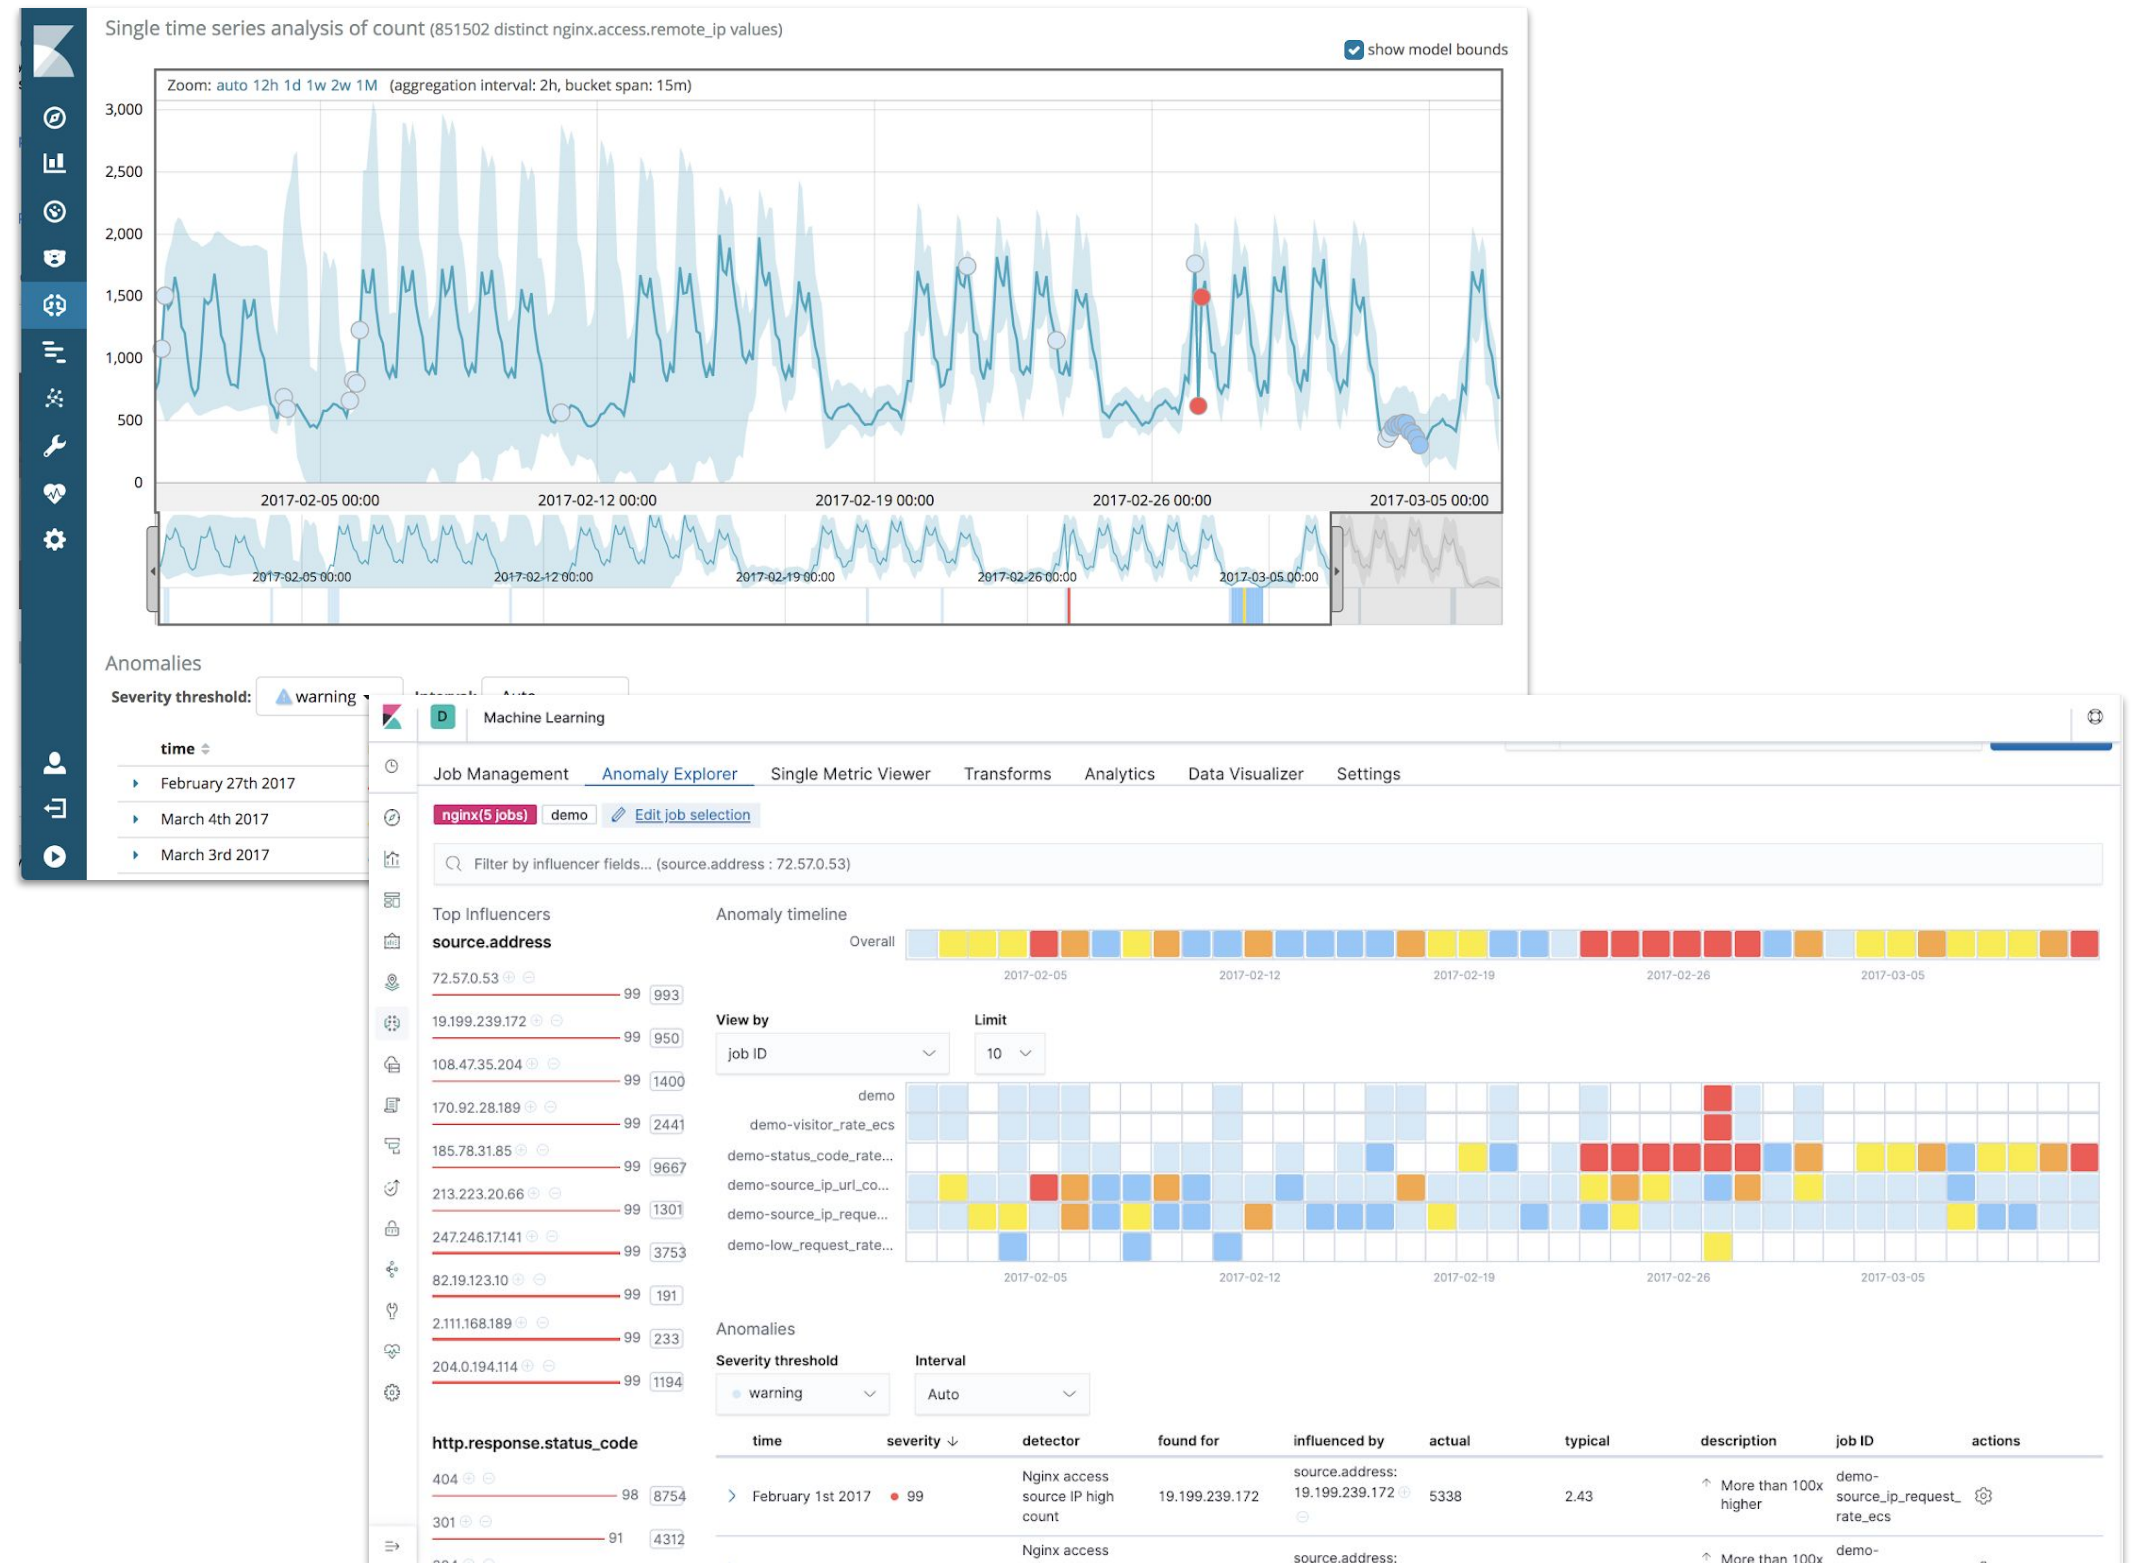 Single time series analysis of count (851502 distinct nginx.access.remote_ip values)
show model bounds
Zoom: auto 12h 1d 1w 2w 1M (aggregation interval: 2h, bucket span: 15m)
3,000
2,500
2,000
1,500
1,000
500
0
2017-02-05 00:00 2017-02-12 00:00 2017-02-19 00:00 2017-02-26 00:00 2017-03-05 00:00
2017-02-05 00:00 2017-02-12 00:00 2017-02-19 00:00 2017-02-26 00:00 2017-03-05 00:00
Anomalies
Severity threshold: warning Interval: Auto
time
February 27th 2017
March 4th 2017
March 3rd 2017
D Machine Learning
Job Management Anomaly Explorer Single Metric Viewer Transforms Analytics Data Visualizer Settings
nginx(5 jobs) demo Edit job selection
Filter by influencer fields... (source.address : 72.57.0.53)
Top Influencers
source.address
72.57.0.53
99 993
19.199.239.172
99 950
108.47.35.204
99 1400
170.92.28.189
99 2441
185.78.31.85
99 9667
213.223.20.66
99 1301
247.246.17.141
99 3753
82.19.123.10
99 191
2.111.168.189
99 233
204.0.194.114
99 1194
http.response.status_code
404
98 8754
301
91 4312
Anomaly timeline
Overall
2017-02-05 2017-02-12 2017-02-19 2017-02-26 2017-03-05
View by Limit
job ID 10
demo
demo-visitor_rate_ecs
demo-status_code_rate...
demo-source_ip_url_co...
demo-source_ip_reque...
demo-low_request_rate...
2017-02-05 2017-02-12 2017-02-19 2017-02-26 2017-03-05
Anomalies
Severity threshold Interval
warning Auto
time severity detector found for influenced by actual typical description job ID actions
February 1st 2017 99 Nginx access source IP high count 19.199.239.172 source.address: 19.199.239.172 5338 2.43 More than 100x higher demo-source_ip_request_rate_ecs
Nginx access source.address: More than 100x demo-